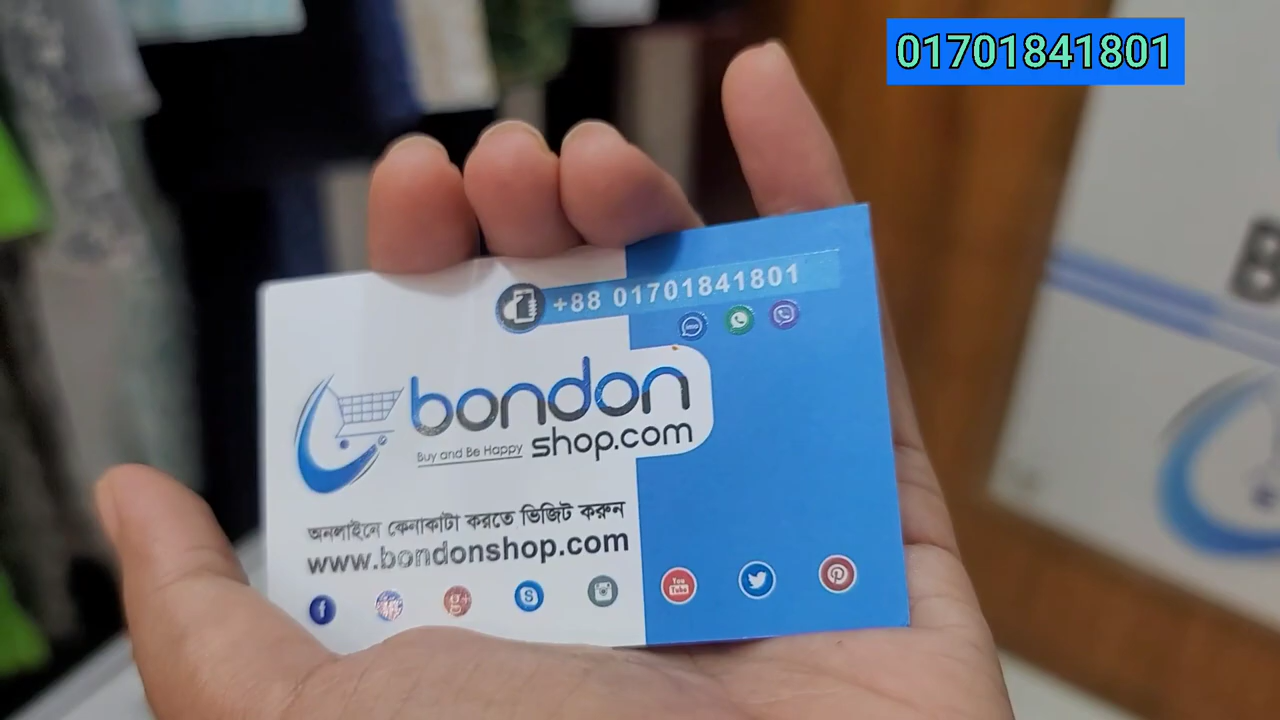 01701841801
+88 01701841801
bondon
Buy and Be Happy shop.com
অনলাইনে কেনাকাটা করতে ভিজিট করুন
www.bondonshop.com
B